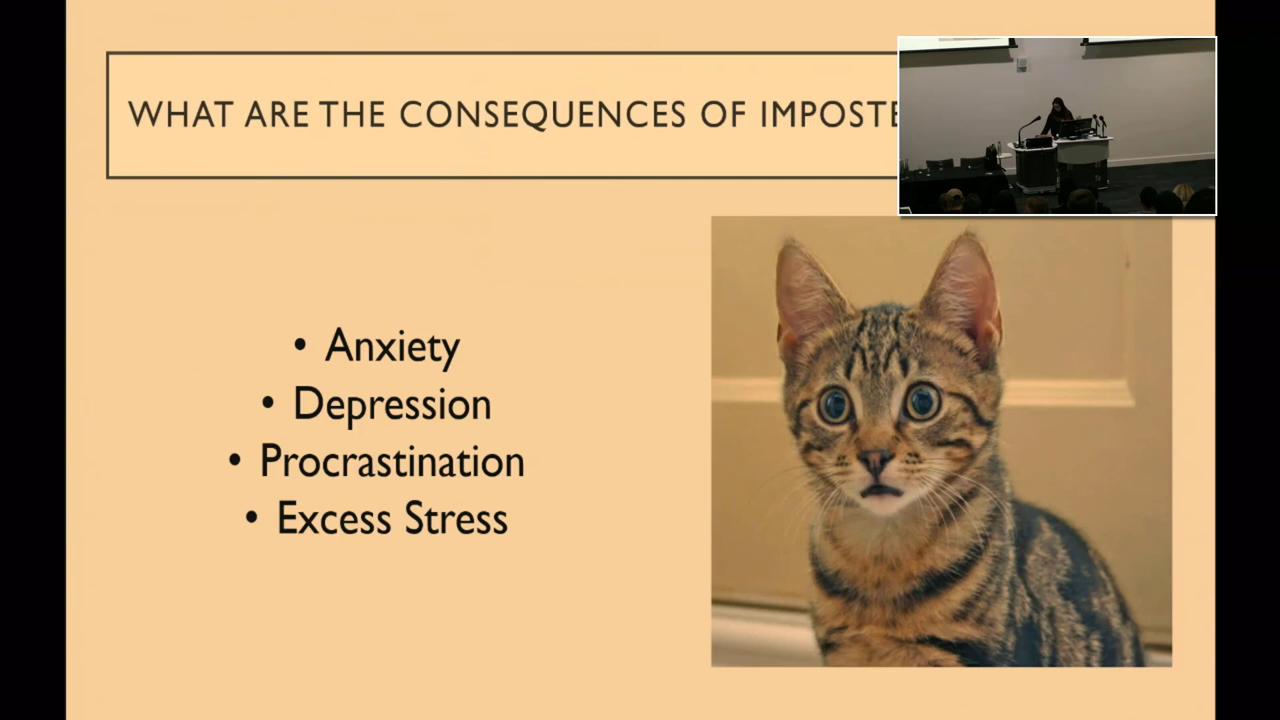 WHAT ARE THE CONSEQUENCES OF IMPOSTE
• Anxiety
• Depression
• Procrastination
• Excess Stress